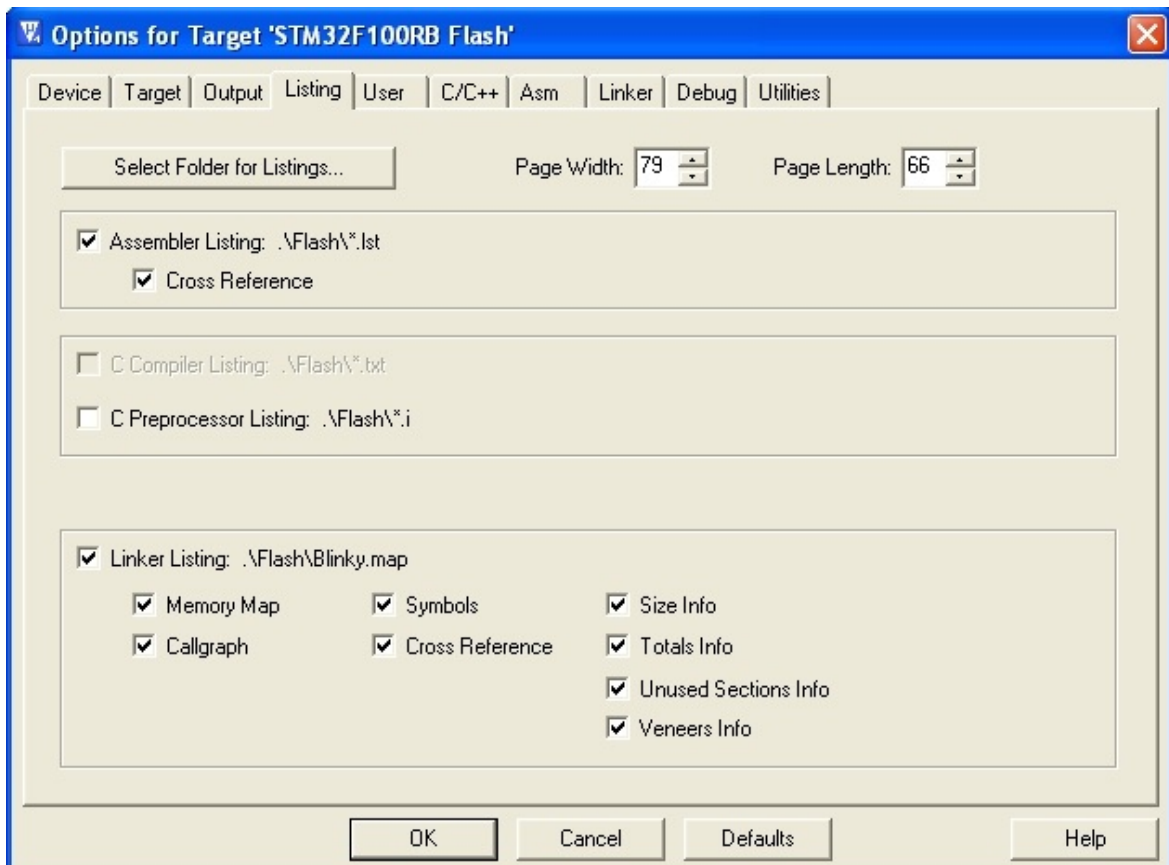 Options for Target 'STM32F100RB Flash'
Device Target Output Listing User C/C++ Asm Linker Debug Utilities
Select Folder for Listings... Page Width: 79 Page Length: 66
Assembler Listing: .\Flash\*.lst
Cross Reference
C Compiler Listing: .\Flash\*.txt
C Preprocessor Listing: .\Flash\*.i
Linker Listing: .\Flash\Blinky.map
Memory Map Symbols Size Info
Callgraph Cross Reference Totals Info
Unused Sections Info
Veneers Info
OK Cancel Defaults Help